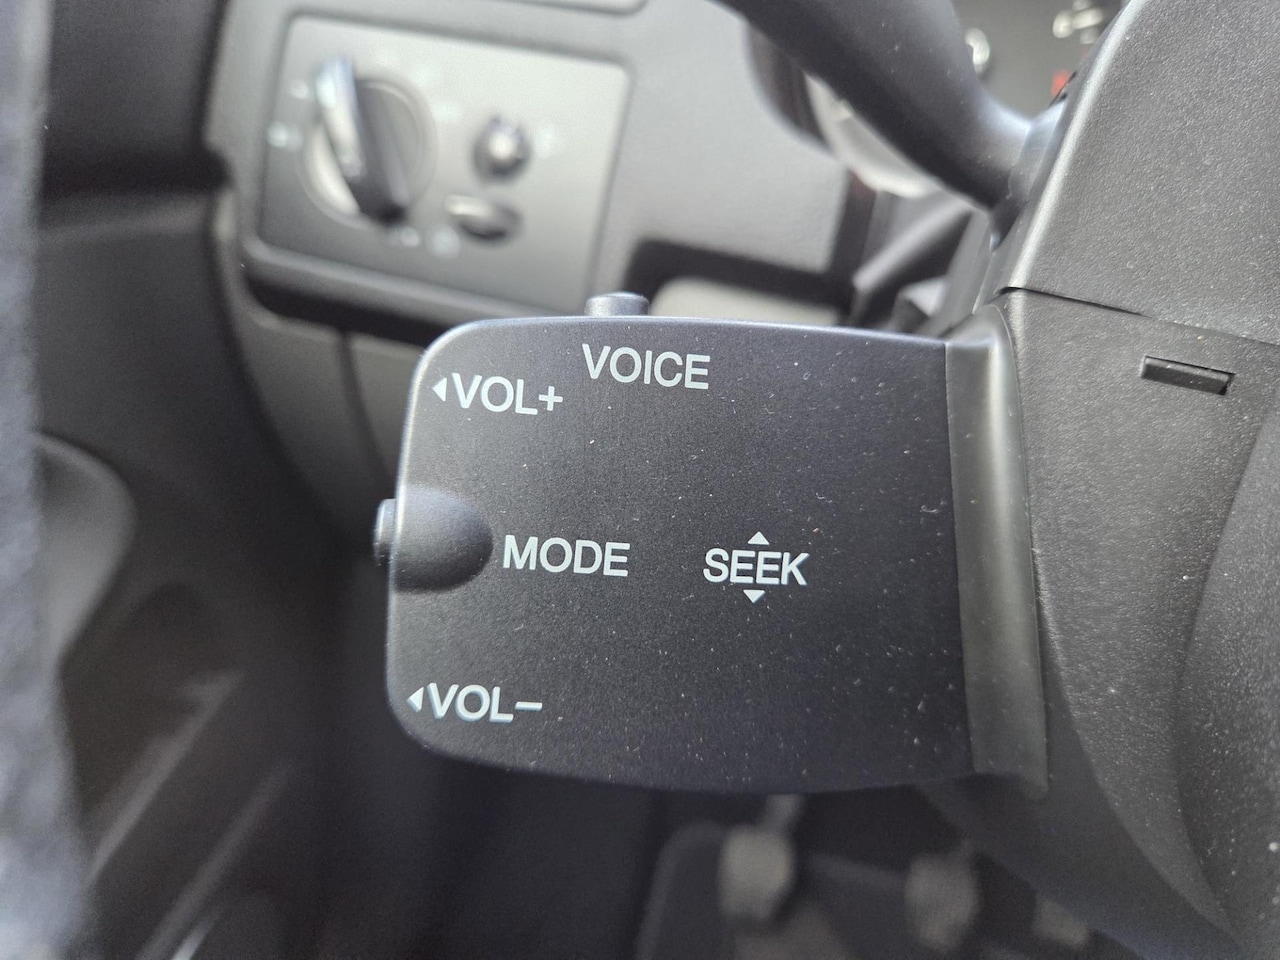 VOICE
◂VOL+
MODE
▴
SEEK
▾
◂VOL−